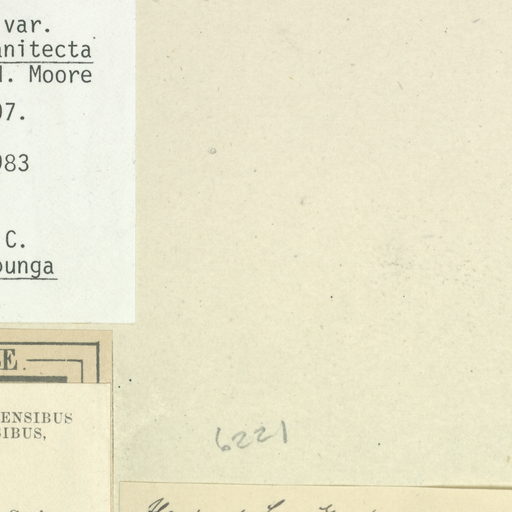 var.
anitecta
. Moore
07.
983
C.
ounga
E
ENSIBUS
SIBUS,
6221